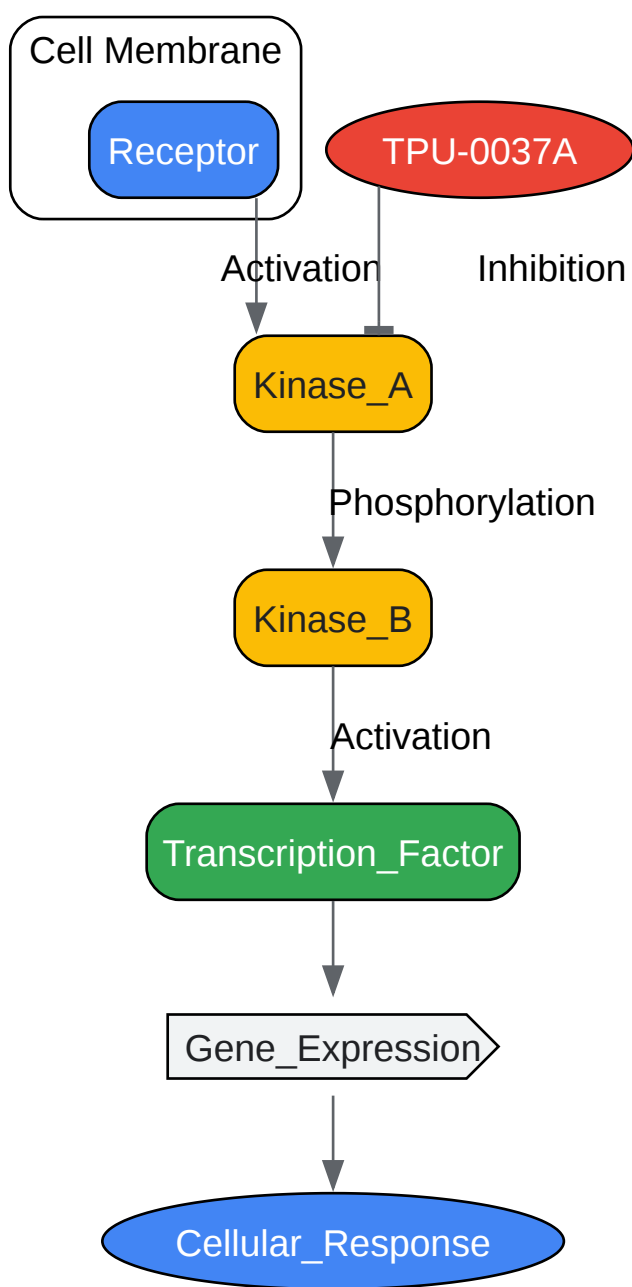 Cell Membrane
Receptor
TPU-0037A
Activation
Inhibition
Kinase_A
Phosphorylation
Kinase_B
Activation
Transcription_Factor
Gene_Expression
Cellular_Response